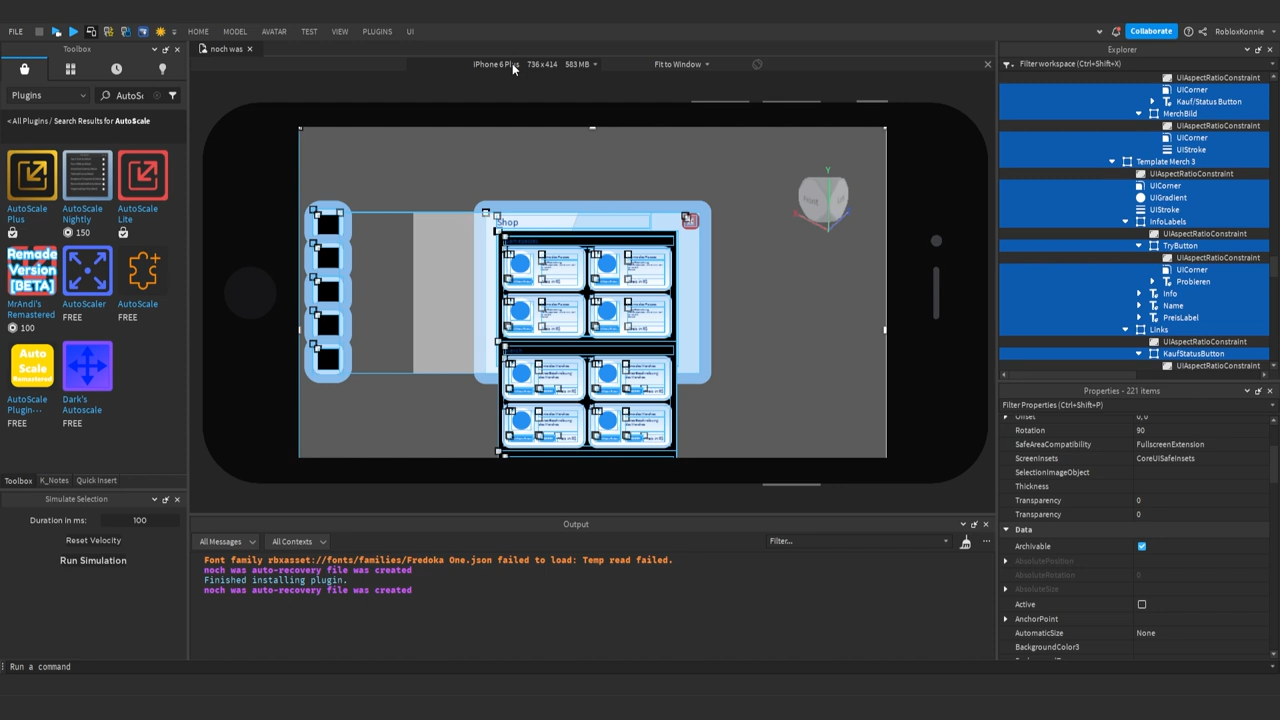 FILE
HOME MODEL AVATAR TEST VIEW PLUGINS UI
Collaborate
RobloxKonnie
Toolbox
Plugins
AutoSc
< All Plugins / Search Results for AutoScale
AutoScale Plus
AutoScale Nightly
150
AutoScale Lite
Remade Version [BETA]
MrAndi's Remastered
100
AutoScaler
FREE
AutoScale
FREE
Auto Scale Remastered
AutoScale Plugin···
FREE
Dark's Autoscale
FREE
Toolbox K_Notes Quick Insert
Simulate Selection
Duration in ms: 100
Reset Velocity
Run Simulation
noch was
iPhone 6 Plus 736 x 414 583 MB
Fit to Window
Shop
Y
Front
Output
All Messages All Contexts Filter...
Font family rbxasset://fonts/families/Fredoka One.json failed to load: Temp read failed.
noch was auto-recovery file was created
Finished installing plugin.
noch was auto-recovery file was created
Explorer
Filter workspace (Ctrl+Shift+X)
UIAspectRatioConstraint
UICorner
Kauf/Status Button
MerchBild
UIAspectRatioConstraint
UICorner
UIStroke
Template Merch 3
UIAspectRatioConstraint
UICorner
UIGradient
UIStroke
InfoLabels
UIAspectRatioConstraint
TryButton
UIAspectRatioConstraint
UICorner
Probieren
Info
Name
PreisLabel
Links
UIAspectRatioConstraint
KaufStatusButton
UIAspectRatioConstraint
Properties - 221 items
Filter Properties (Ctrl+Shift+P)
Offset 0, 0
Rotation 90
SafeAreaCompatibility FullscreenExtension
ScreenInsets CoreUISafeInsets
SelectionImageObject
Thickness
Transparency 0
Transparency 0
Data
Archivable
AbsolutePosition
AbsoluteRotation 0
AbsoluteSize
Active
AnchorPoint
AutomaticSize None
BackgroundColor3
Run a command